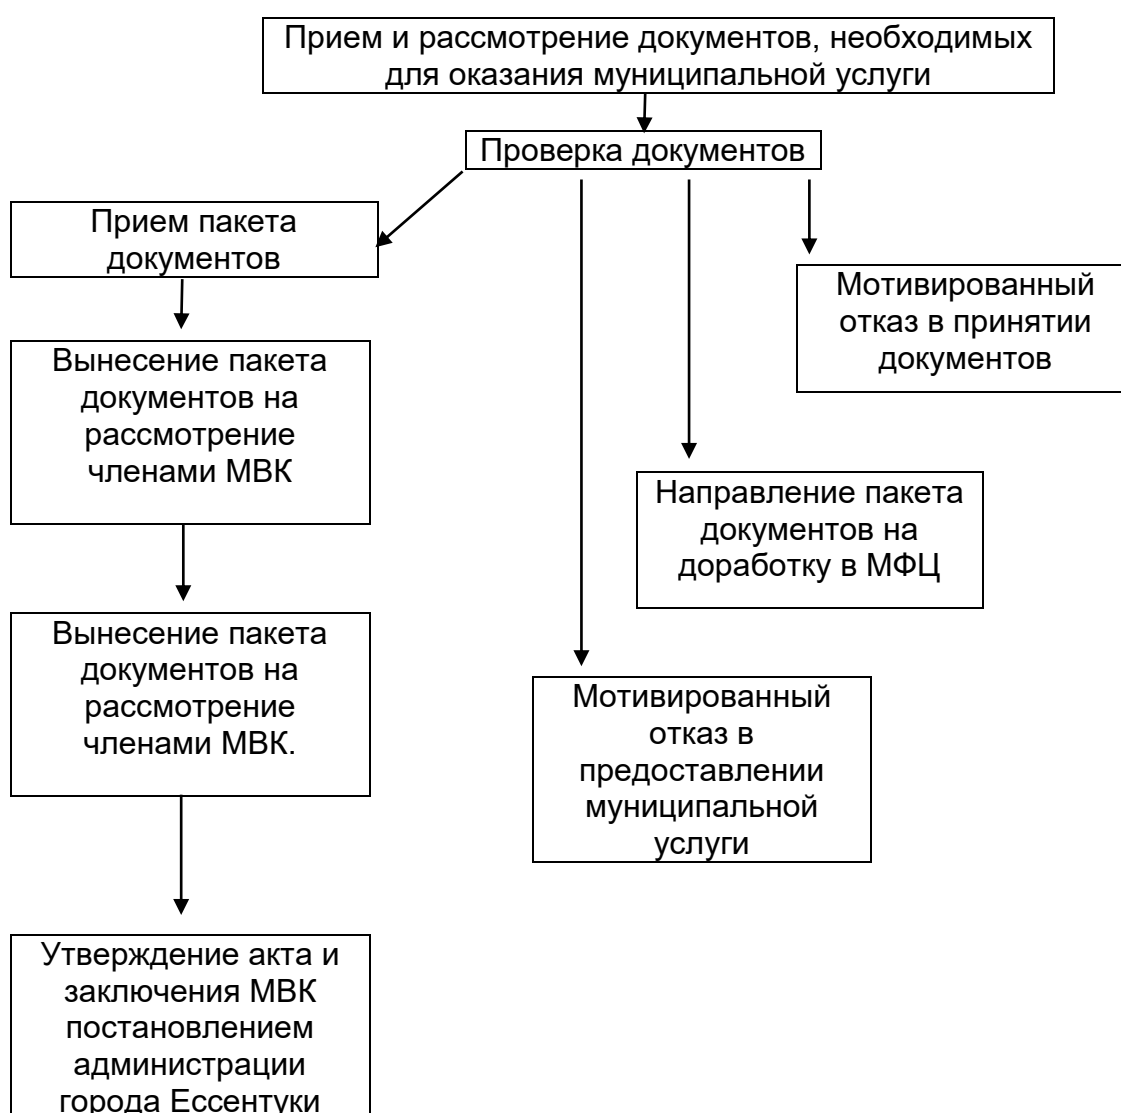 Прием и рассмотрение документов, необходимых
для оказания муниципальной услуги
Проверка документов
Прием пакета
документов
Мотивированный
отказ в принятии
документов
Вынесение пакета
документов на
рассмотрение
членами МВК
Направление пакета
документов на
доработку в МФЦ
Вынесение пакета
документов на
рассмотрение
членами МВК.
Мотивированный
отказ в
предоставлении
муниципальной
услуги
Утверждение акта и
заключения МВК
постановлением
администрации
города Ессентуки